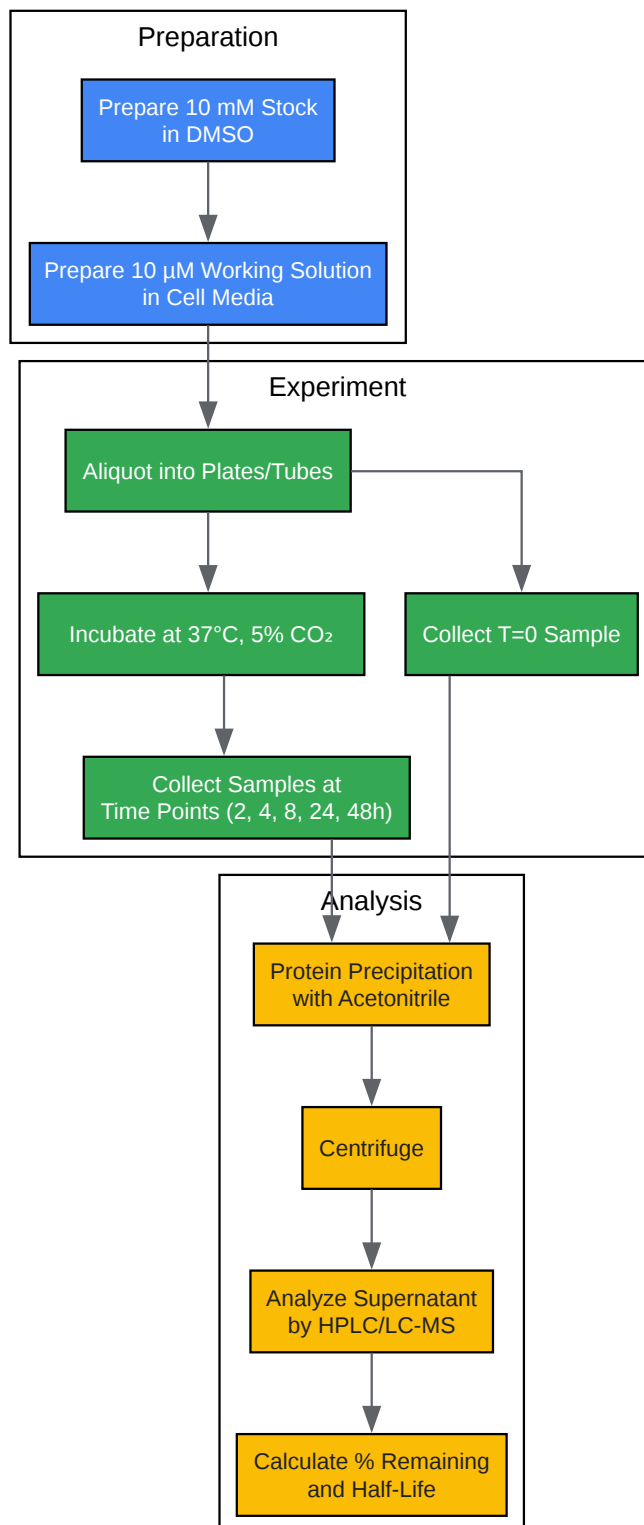 Preparation
Prepare 10 mM Stock
in DMSO
Prepare 10 µM Working Solution
in Cell Media
Experiment
Aliquot into Plates/Tubes
Incubate at 37°C, 5% CO₂
Collect T=0 Sample
Collect Samples at
Time Points (2, 4, 8, 24, 48h)
Analysis
Protein Precipitation
with Acetonitrile
Centrifuge
Analyze Supernatant
by HPLC/LC-MS
Calculate % Remaining
and Half-Life